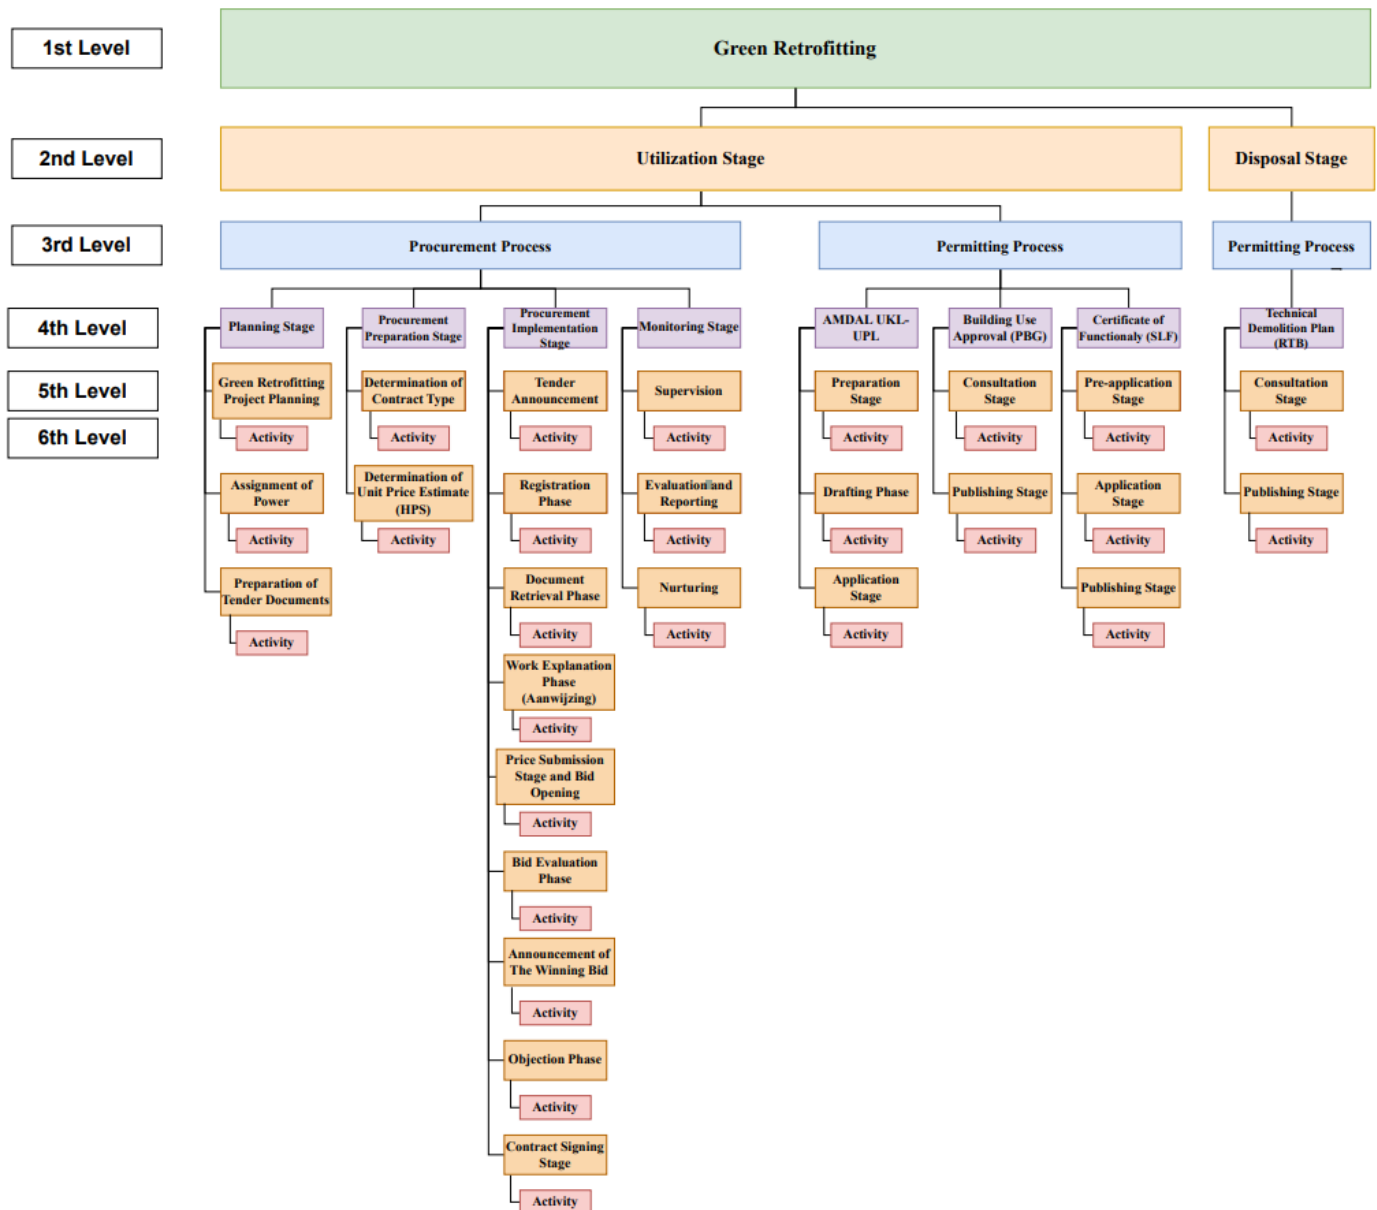 1st Level
Green Retrofitting
2nd Level
Utilization Stage
Disposal Stage
3rd Level
Procurement Process
Permitting Process
Permitting Process
4th Level
Planning Stage
Procurement
Preparation Stage
Procurement
Implementation
Stage
Monitoring Stage
AMDAL UKL-
UPL
Building Use
Approval (PBG)
Certificate of
Functionaly (SLF)
Technical
Demolition Plan
(RTB)
5th Level
Green Retrofitting
Project Planning
Determination of
Contract Type
Tender
Announcement
Supervision
Preparation
Stage
Consultation
Stage
Pre-application
Stage
Consultation
Stage
6th Level
Activity
Activity
Activity
Activity
Activity
Activity
Activity
Activity
Assignment of
Power
Determination of
Unit Price Estimate
(HPS)
Registration
Phase
Evaluation and
Reporting
Drafting Phase
Publishing Stage
Application
Stage
Publishing Stage
Activity
Activity
Activity
Activity
Activity
Activity
Activity
Activity
Preparation of
Tender Documents
Document
Retrieval Phase
Nurturing
Application
Stage
Publishing Stage
Activity
Activity
Activity
Activity
Activity
Work Explanation
Phase
(Aanwijzing)
Activity
Price Submission
Stage and Bid
Opening
Activity
Bid Evaluation
Phase
Activity
Announcement of
The Winning Bid
Activity
Objection Phase
Activity
Contract Signing
Stage
Activity